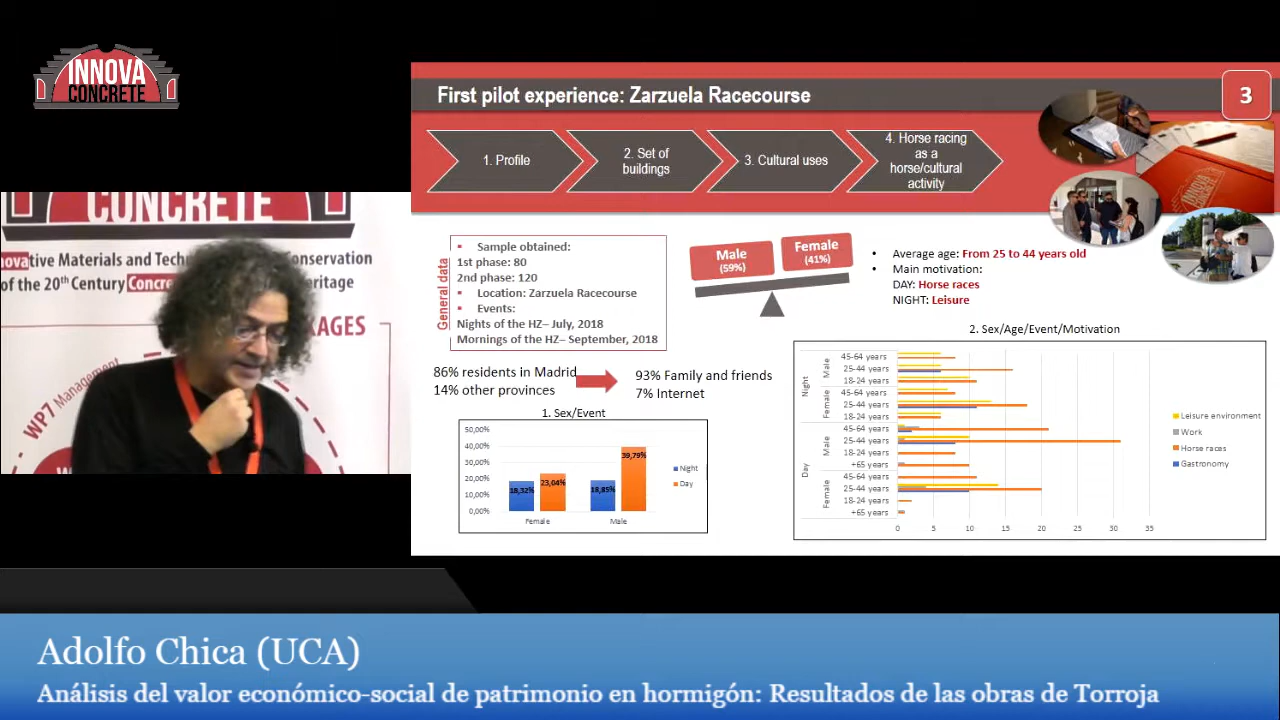 INNOVA
CONCRETE
First pilot experience: Zarzuela Racecourse
3
1. Profile
2. Set of
buildings
3. Cultural uses
4. Horse racing
as a
horse/cultural
activity
CONCRETE
novative Materials and Tech
Conservation
of the 20th Century Concre
eritage
KAGES
WP7 Management
General data
▪ Sample obtained:
1st phase: 80
2nd phase: 120
▪ Location: Zarzuela Racecourse
▪ Events:
Nights of the HZ– July, 2018
Mornings of the HZ– September, 2018
Male
(59%)
Female
(41%)
• Average age: From 25 to 44 years old
• Main motivation:
DAY: Horse races
NIGHT: Leisure
86% residents in Madrid
14% other provinces
93% Family and friends
7% Internet
1. Sex/Event
50,00%
40,00%
30,00%
20,00%
10,00%
0,00%
18,32%
23,04%
18,85%
39,79%
Female
Male
Night
Day
2. Sex/Age/Event/Motivation
Night
Male
45-64 years
25-44 years
18-24 years
Female
45-64 years
25-44 years
18-24 years
Day
Male
45-64 years
25-44 years
18-24 years
+65 years
Female
45-64 years
25-44 years
18-24 years
+65 years
0 5 10 15 20 25 30 35
Leisure environment
Work
Horse races
Gastronomy
Adolfo Chica (UCA)
Análisis del valor económico-social de patrimonio en hormigón: Resultados de las obras de Torroja